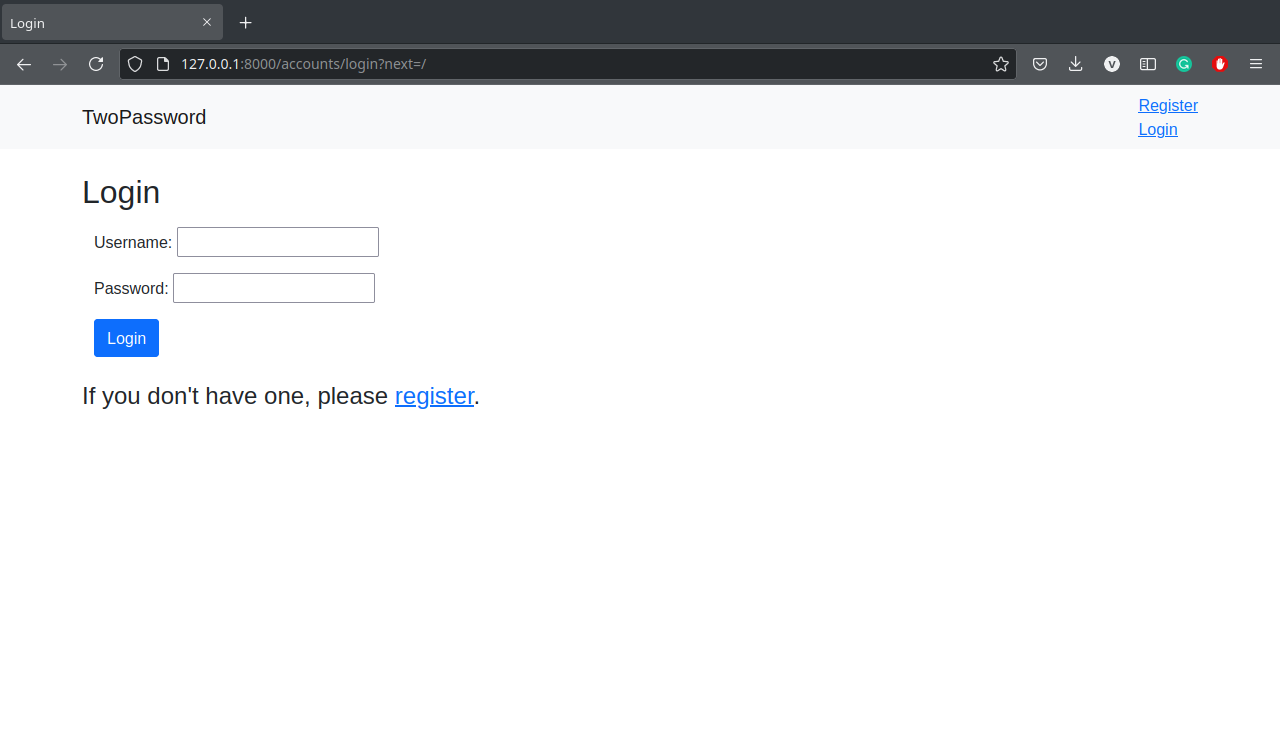 Login
127.0.0.1:8000/accounts/login?next=/
TwoPassword
Register
Login
Login
Username:
Password:
Login
If you don't have one, please register.